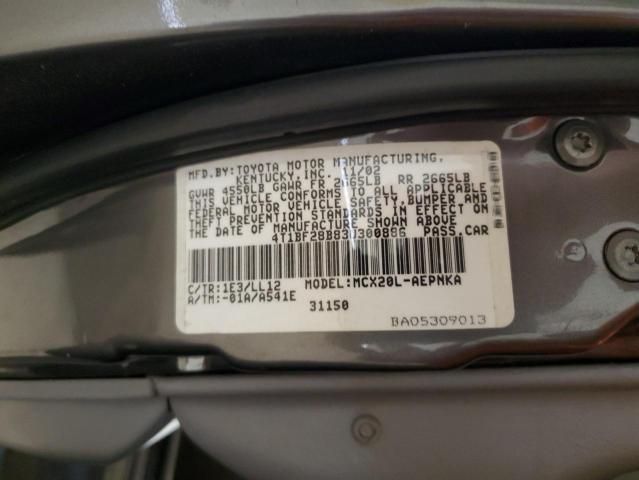 MFD.BY:TOYOTA MOTOR MANUFACTURING,
KENTUCKY,INC. 11/02
GVWR 4550LB GAWR FR 2665LB RR 2665LB
THIS VEHICLE CONFORMS TO ALL APPLICABLE
FEDERAL MOTOR VEHICLE SAFETY, BUMPER AND
THEFT PREVENTION STANDARDS IN EFFECT ON
THE DATE OF MANUFACTURE SHOWN ABOVE
4T1BF28B83U300886 PASS.CAR
C/TR:1E3/LL12 MODEL:MCX20L-AEPNKA
A/TM:-01A/A541E 31150
BA05309013